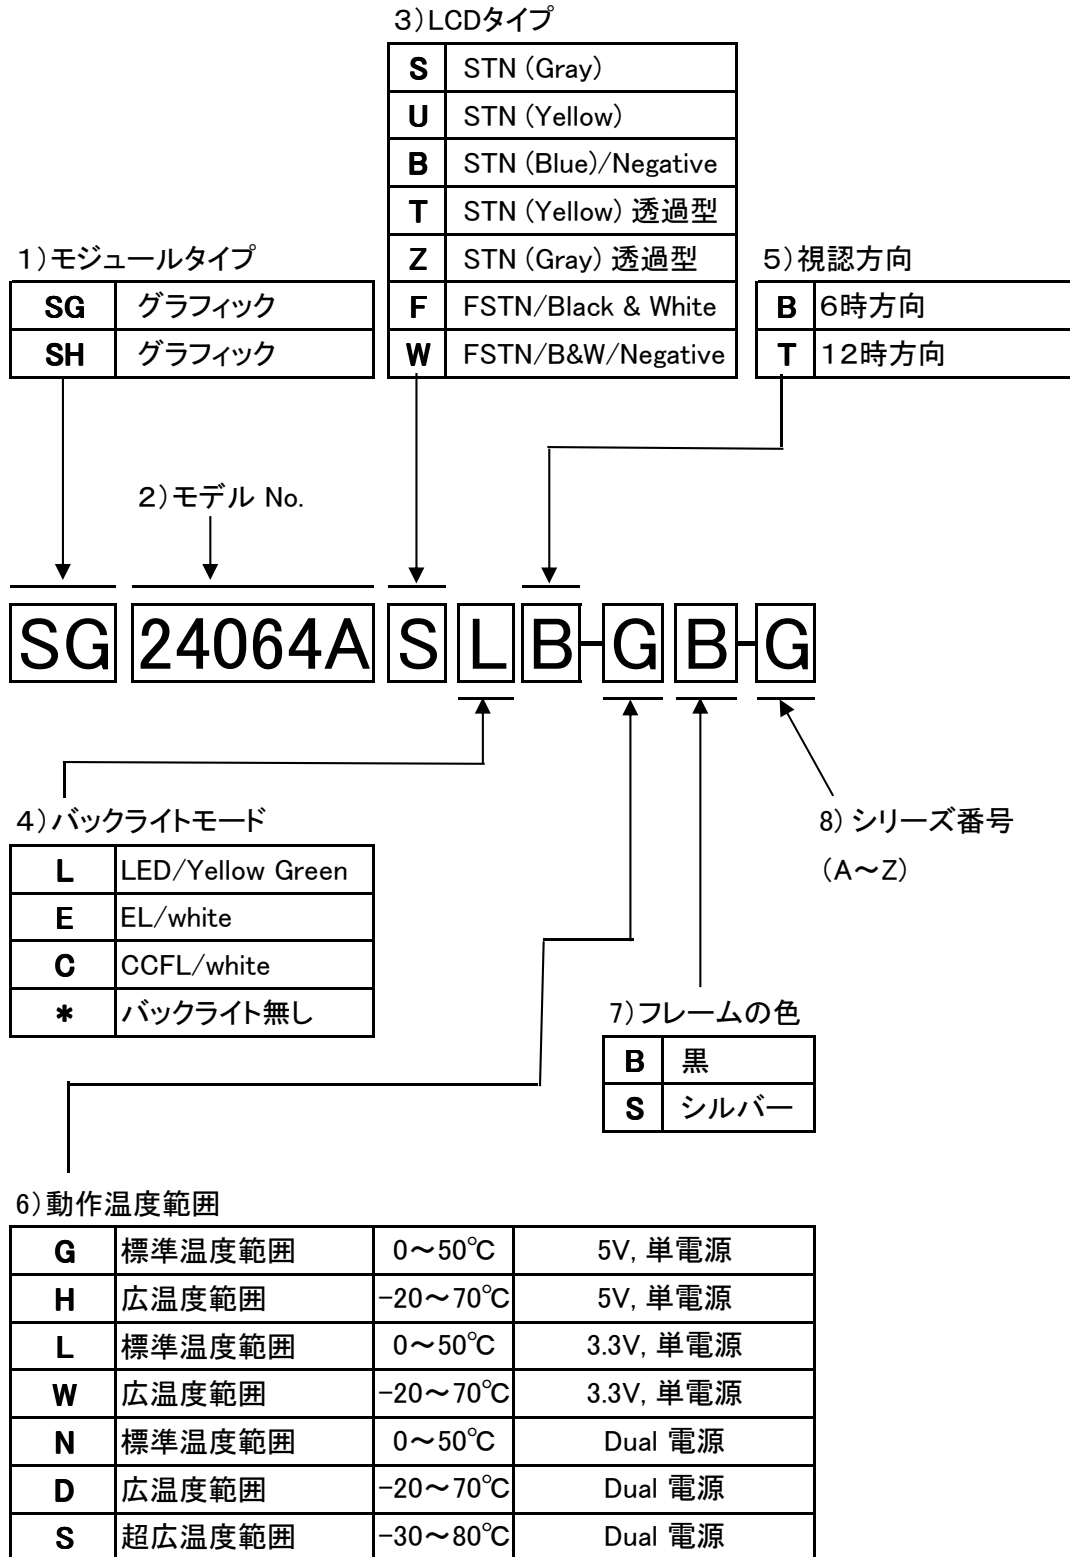 3)LCDタイプ
S STN (Gray)
U STN (Yellow)
B STN (Blue)/Negative
T STN (Yellow) 透過型
Z STN (Gray) 透過型
F FSTN/Black & White
W FSTN/B&W/Negative
1)モジュールタイプ
SG グラフィック
SH グラフィック
5)視認方向
B 6時方向
T 12時方向
2)モデル No.
SG 24064A S L B-G B-G
4)バックライトモード
L LED/Yellow Green
E EL/white
C CCFL/white
* バックライト無し
8) シリーズ番号
(A～Z)
7)フレームの色
B 黒
S シルバー
6)動作温度範囲
G 標準温度範囲 0～50℃ 5V, 単電源
H 広温度範囲 -20～70℃ 5V, 単電源
L 標準温度範囲 0～50℃ 3.3V, 単電源
W 広温度範囲 -20～70℃ 3.3V, 単電源
N 標準温度範囲 0～50℃ Dual 電源
D 広温度範囲 -20～70℃ Dual 電源
S 超広温度範囲 -30～80℃ Dual 電源